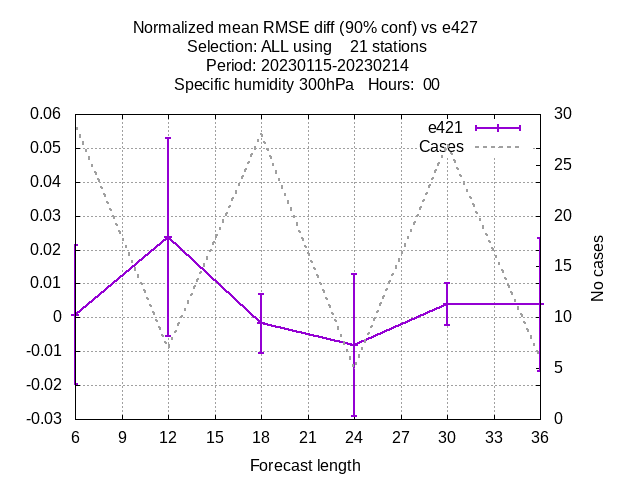 Normalized mean RMSE diff (90% conf) vs e427
Selection: ALL using    21 stations
Period: 20230115-20230214
Specific humidity 300hPa   Hours:  00
e421
Cases
0.06
0.05
0.04
0.03
0.02
0.01
0
-0.01
-0.02
-0.03
30
25
20
15
10
5
0
No cases
6 9 12 15 18 21 24 27 30 33 36
Forecast length